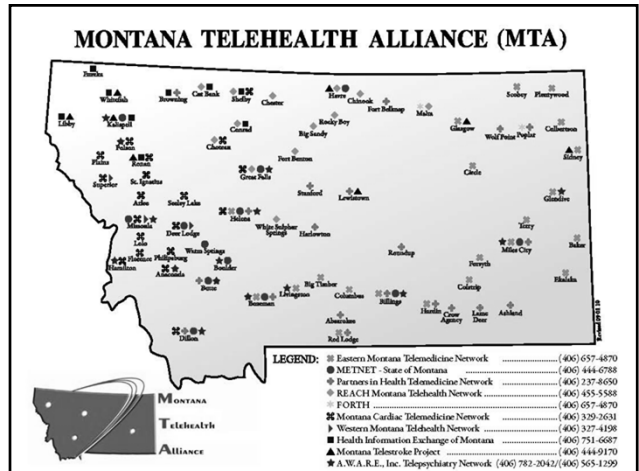 MONTANA TELEHEALTH ALLIANCE (MTA)
Eureka
Whitefish
Browning
Cut Bank
Shelby
Chester
Havre
Chinook
Fort Belknap
Malta
Scobey
Plentywood
Libby
Kalispell
Conrad
Rocky Boy
Big Sandy
Glasgow
Wolf Point
Poplar
Culbertson
Polson
Choteau
Fort Benton
Sidney
Plains
Ronan
Great Falls
Circle
Superior
St. Ignatius
Stanford
Lewistown
Glendive
Arlee
Seeley Lake
Missoula
Deer Lodge
Helena
White Sulphur
Springs
Harlowton
Terry
Lolo
Warm Springs
Roundup
Miles City
Baker
Hamilton
Florence
Philipsburg
Anaconda
Boulder
Forsyth
Butte
Bozeman
Livingston
Big Timber
Columbus
Billings
Colstrip
Ekalaka
Hardin
Crow
Agency
Lame
Deer
Ashland
Dillon
Absarokee
Red Lodge
LEGEND:
Eastern Montana Telemedicine Network (406) 657-4870
METNET - State of Montana (406) 444-6788
Partners in Health Telemedicine Network (406) 237-8650
REACH Montana Telehealth Network (406) 455-5588
FORTH (406) 657-4870
Montana Cardiac Telemedicine Network (406) 329-2631
Western Montana Telehealth Network (406) 327-4198
Health Information Exchange of Montana (406) 751-6687
Montana Telestroke Project (406) 444-9170
A.W.A.R.E., Inc. Telepsychiatry Network (406) 782-2042/(406) 565-1299
MONTANA
TELEHEALTH
ALLIANCE